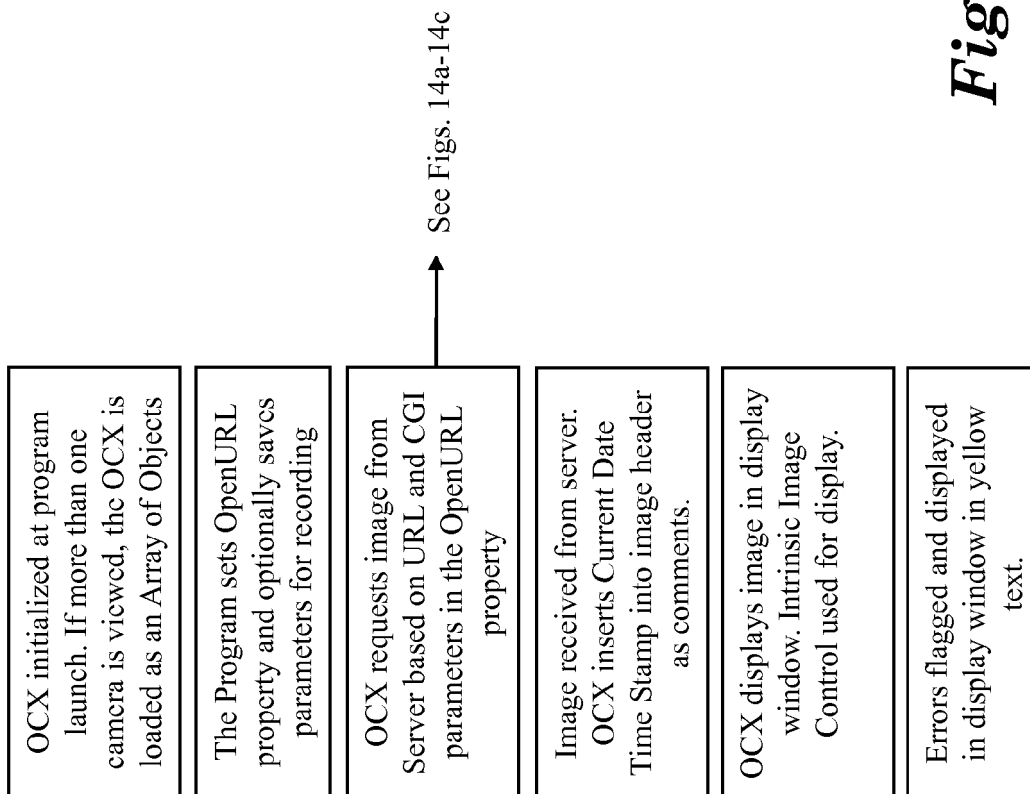 OCX initialized at program
launch. If more than one
camera is viewed, the OCX is
loaded as an Array of Objects
The Program sets OpenURL
property and optionally saves
parameters for recording
OCX requests image from
Server based on URL and CGI
parameters in the OpenURL
property
See Figs. 14a-14c
Image received from server.
OCX inserts Current Date
Time Stamp into image header
as comments.
OCX displays image in display
window. Intrinsic Image
Control used for display.
Errors flagged and displayed
in display window in yellow
text.
Fig